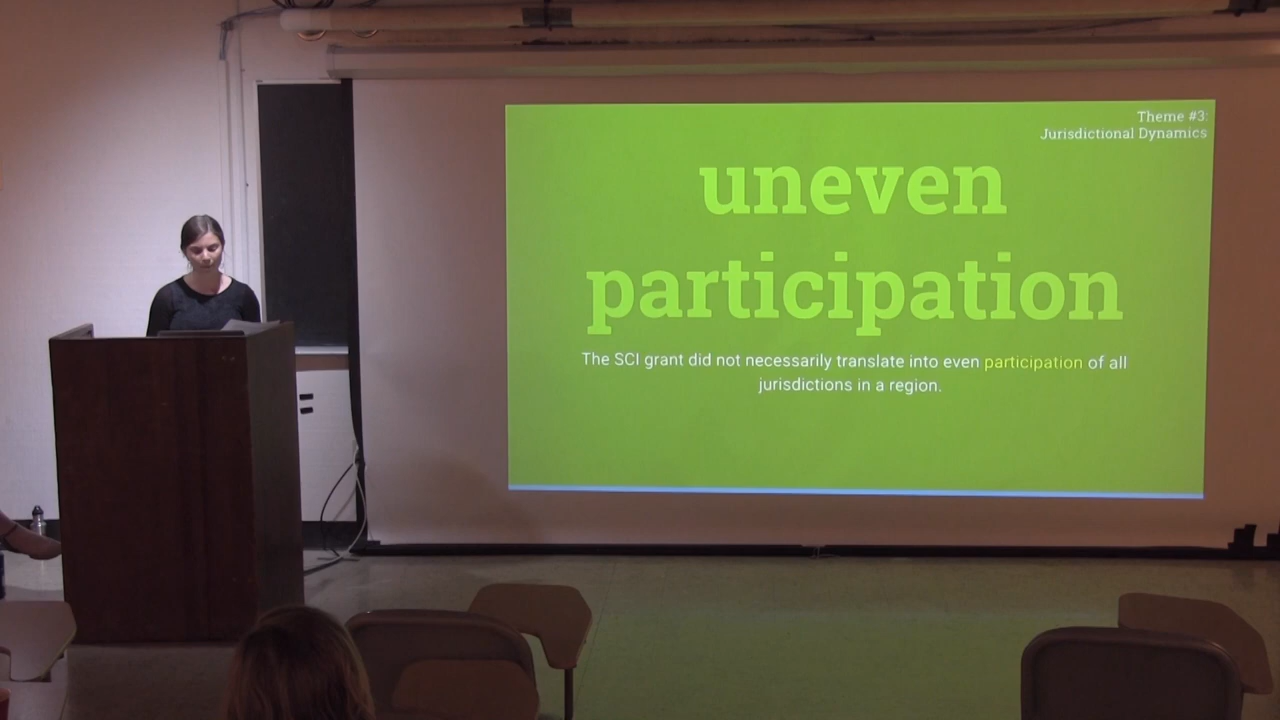 Theme #3:
Jurisdictional Dynamics
uneven
participation
The SCI grant did not necessarily translate into even participation of all
jurisdictions in a region.